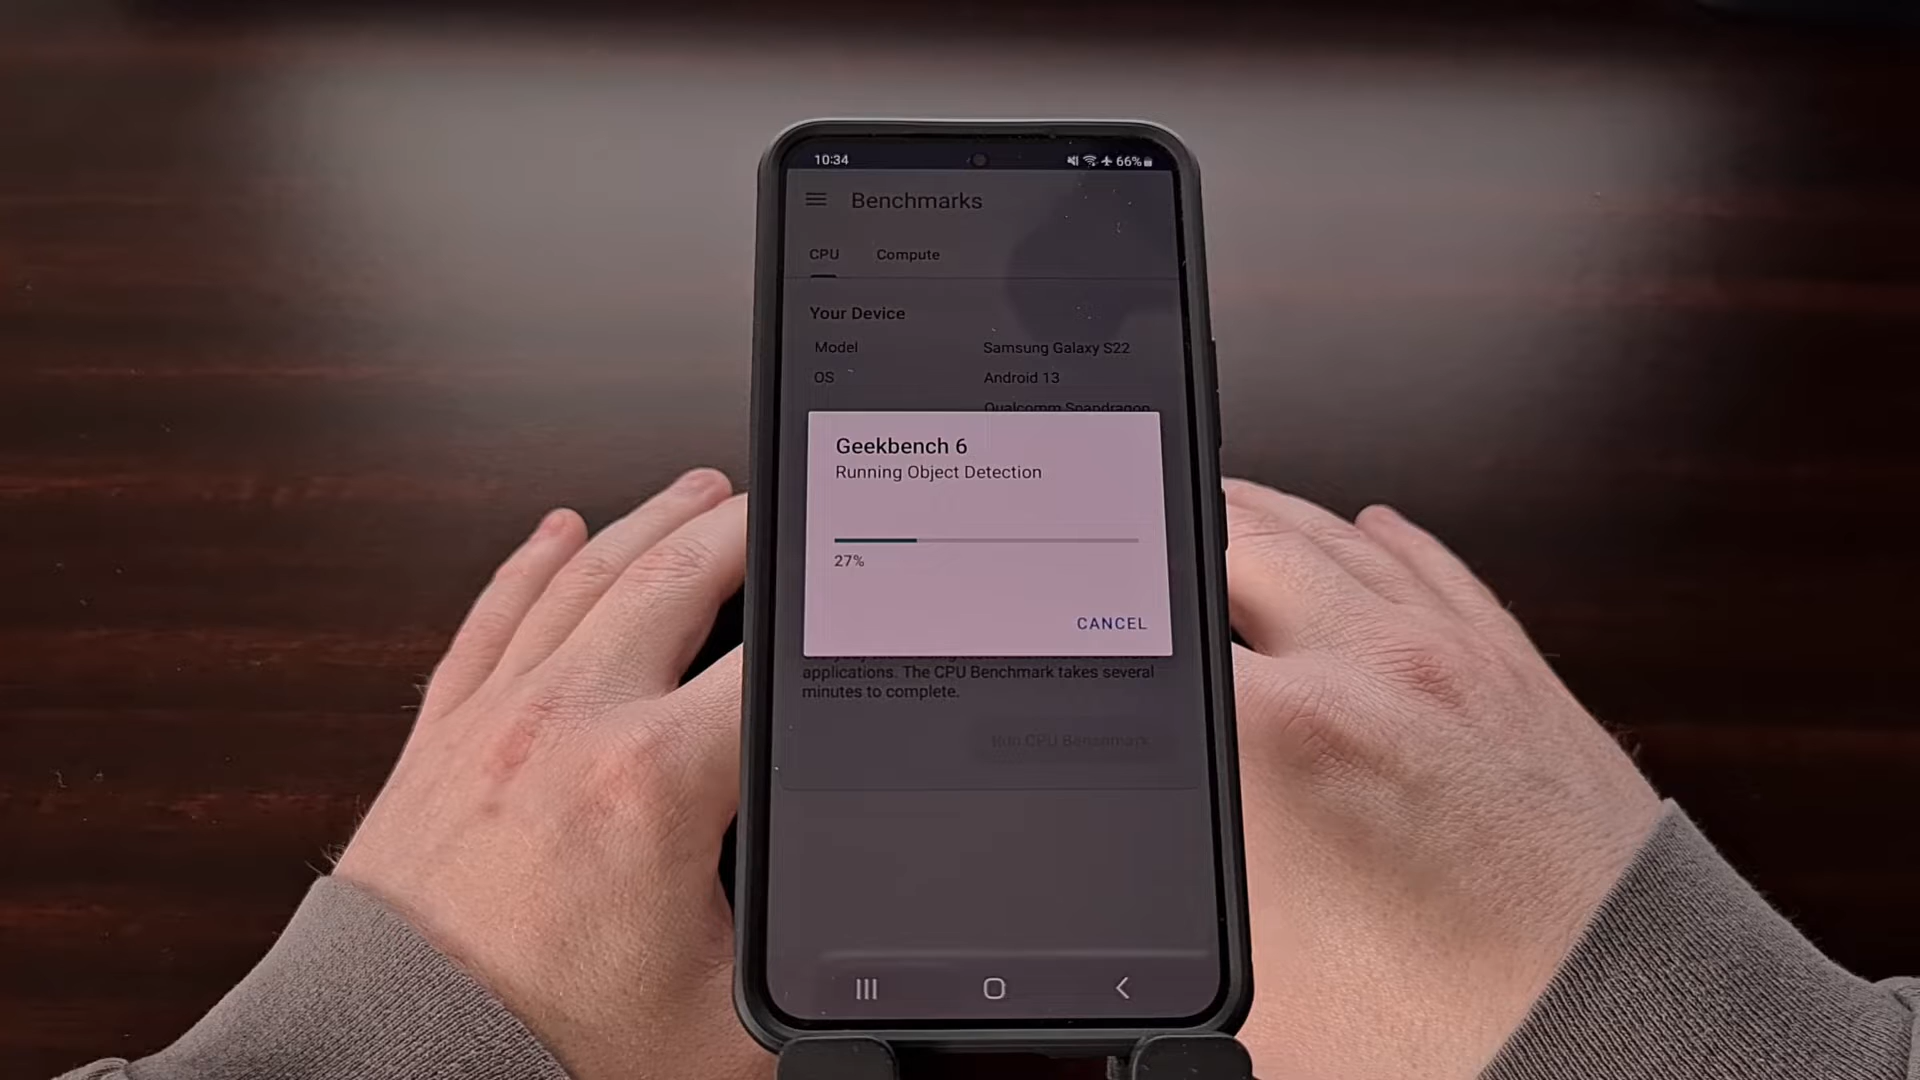 10:34 66%
Benchmarks
CPU Compute
Your Device
Model Samsung Galaxy S22
OS Android 13
Qualcomm Snapdragon
Geekbench 6
Running Object Detection
27%
CANCEL
applications. The CPU Benchmark takes several
minutes to complete.
Run CPU Benchmark